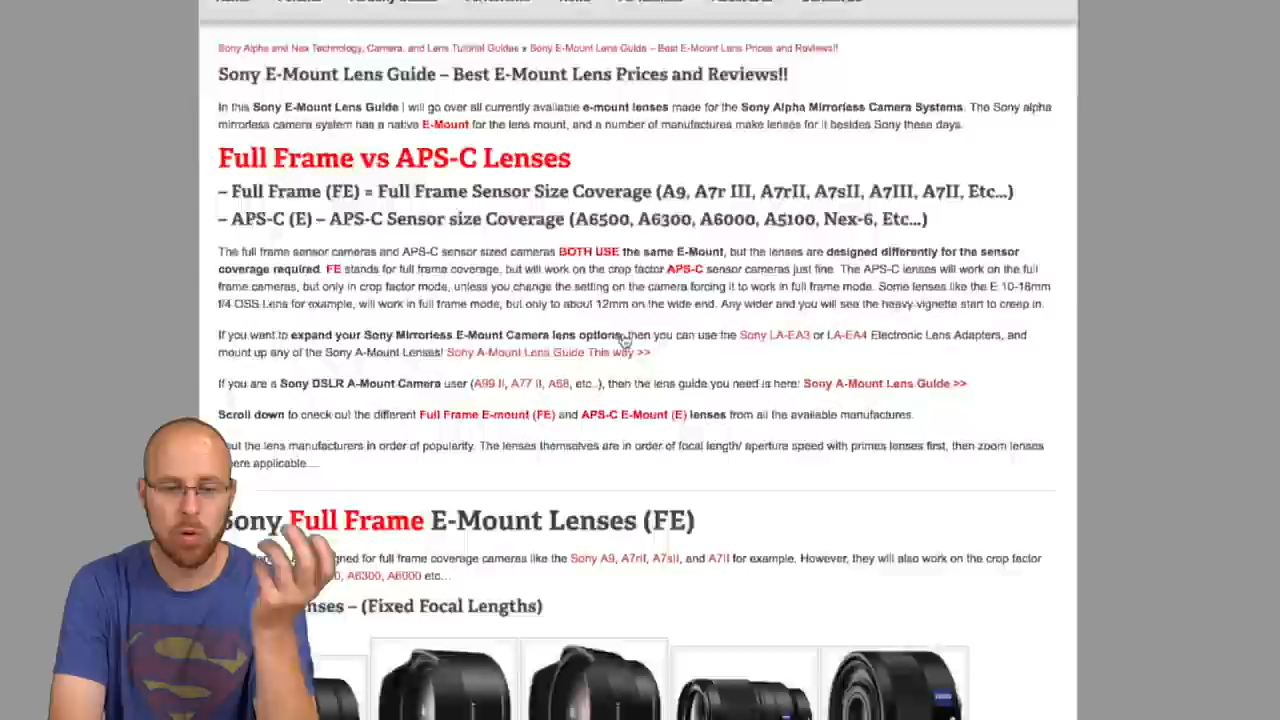 Sony Alpha and Nex Technology, Camera, and Lens Tutorial Guides » Sony E-Mount Lens Guide – Best E-Mount Lens Prices and Reviews!!
Sony E-Mount Lens Guide – Best E-Mount Lens Prices and Reviews!!
In this Sony E-Mount Lens Guide I will go over all currently available e-mount lenses made for the Sony Alpha Mirrorless Camera Systems. The Sony alpha
mirrorless camera system has a native E-Mount for the lens mount, and a number of manufactures make lenses for it besides Sony these days.
Full Frame vs APS-C Lenses
– Full Frame (FE) = Full Frame Sensor Size Coverage (A9, A7r III, A7rII, A7sII, A7III, A7II, Etc...)
– APS-C (E) – APS-C Sensor size Coverage (A6500, A6300, A6000, A5100, Nex-6, Etc...)
The full frame sensor cameras and APS-C sensor sized cameras BOTH USE the same E-Mount, but the lenses are designed differently for the sensor
coverage required. FE stands for full frame coverage, but will work on the crop factor APS-C sensor cameras just fine. The APS-C lenses will work on the full
frame cameras, but only in crop factor mode, unless you change the setting on the camera forcing it to work in full frame mode. Some lenses like the E 10-18mm
f/4 OSS Lens for example, will work in full frame mode, but only to about 12mm on the wide end. Any wider and you will see the heavy vignette start to creep in.
If you want to expand your Sony Mirrorless E-Mount Camera lens options, then you can use the Sony LA-EA3 or LA-EA4 Electronic Lens Adapters, and
mount up any of the Sony A-Mount Lenses! Sony A-Mount Lens Guide This way >>
If you are a Sony DSLR A-Mount Camera user (A99 II, A77 II, A68, etc..), then the lens guide you need is here: Sony A-Mount Lens Guide >>
Scroll down to check out the different Full Frame E-mount (FE) and APS-C E-Mount (E) lenses from all the available manufactures.
out the lens manufacturers in order of popularity. The lenses themselves are in order of focal length/ aperture speed with primes lenses first, then zoom lenses
where applicable....
Sony Full Frame E-Mount Lenses (FE)
igned for full frame coverage cameras like the Sony A9, A7rII, A7sII, and A7II for example. However, they will also work on the crop factor
A6300, A6000 etc...
nses – (Fixed Focal Lengths)